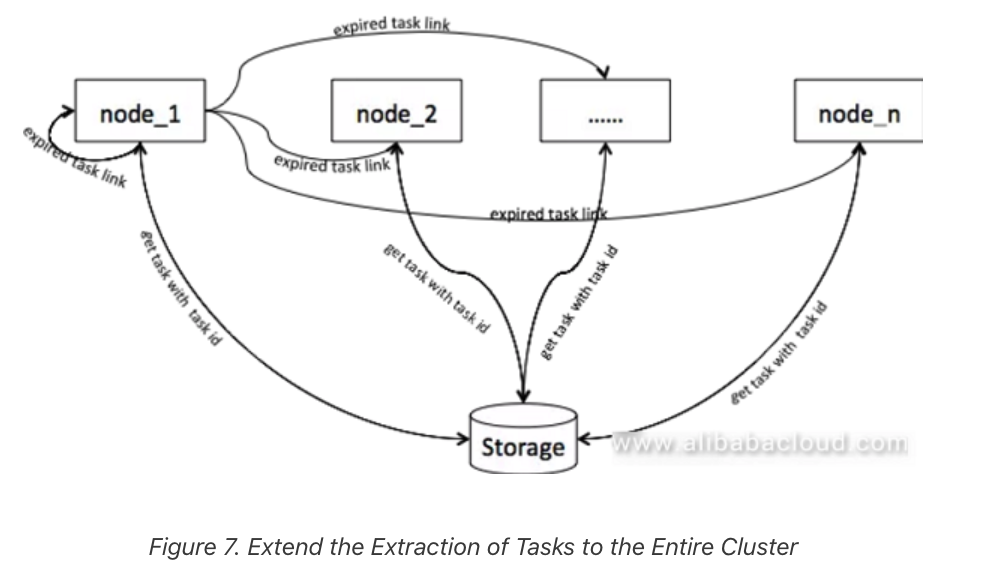 expired task link
node_1
node_2
......
node_n
expired task link
expired task link
expired task link
get task with task id
get task with task id
get task with task id
get task with task id
Storage
www.alibabacloud.com
Figure 7. Extend the Extraction of Tasks to the Entire Cluster